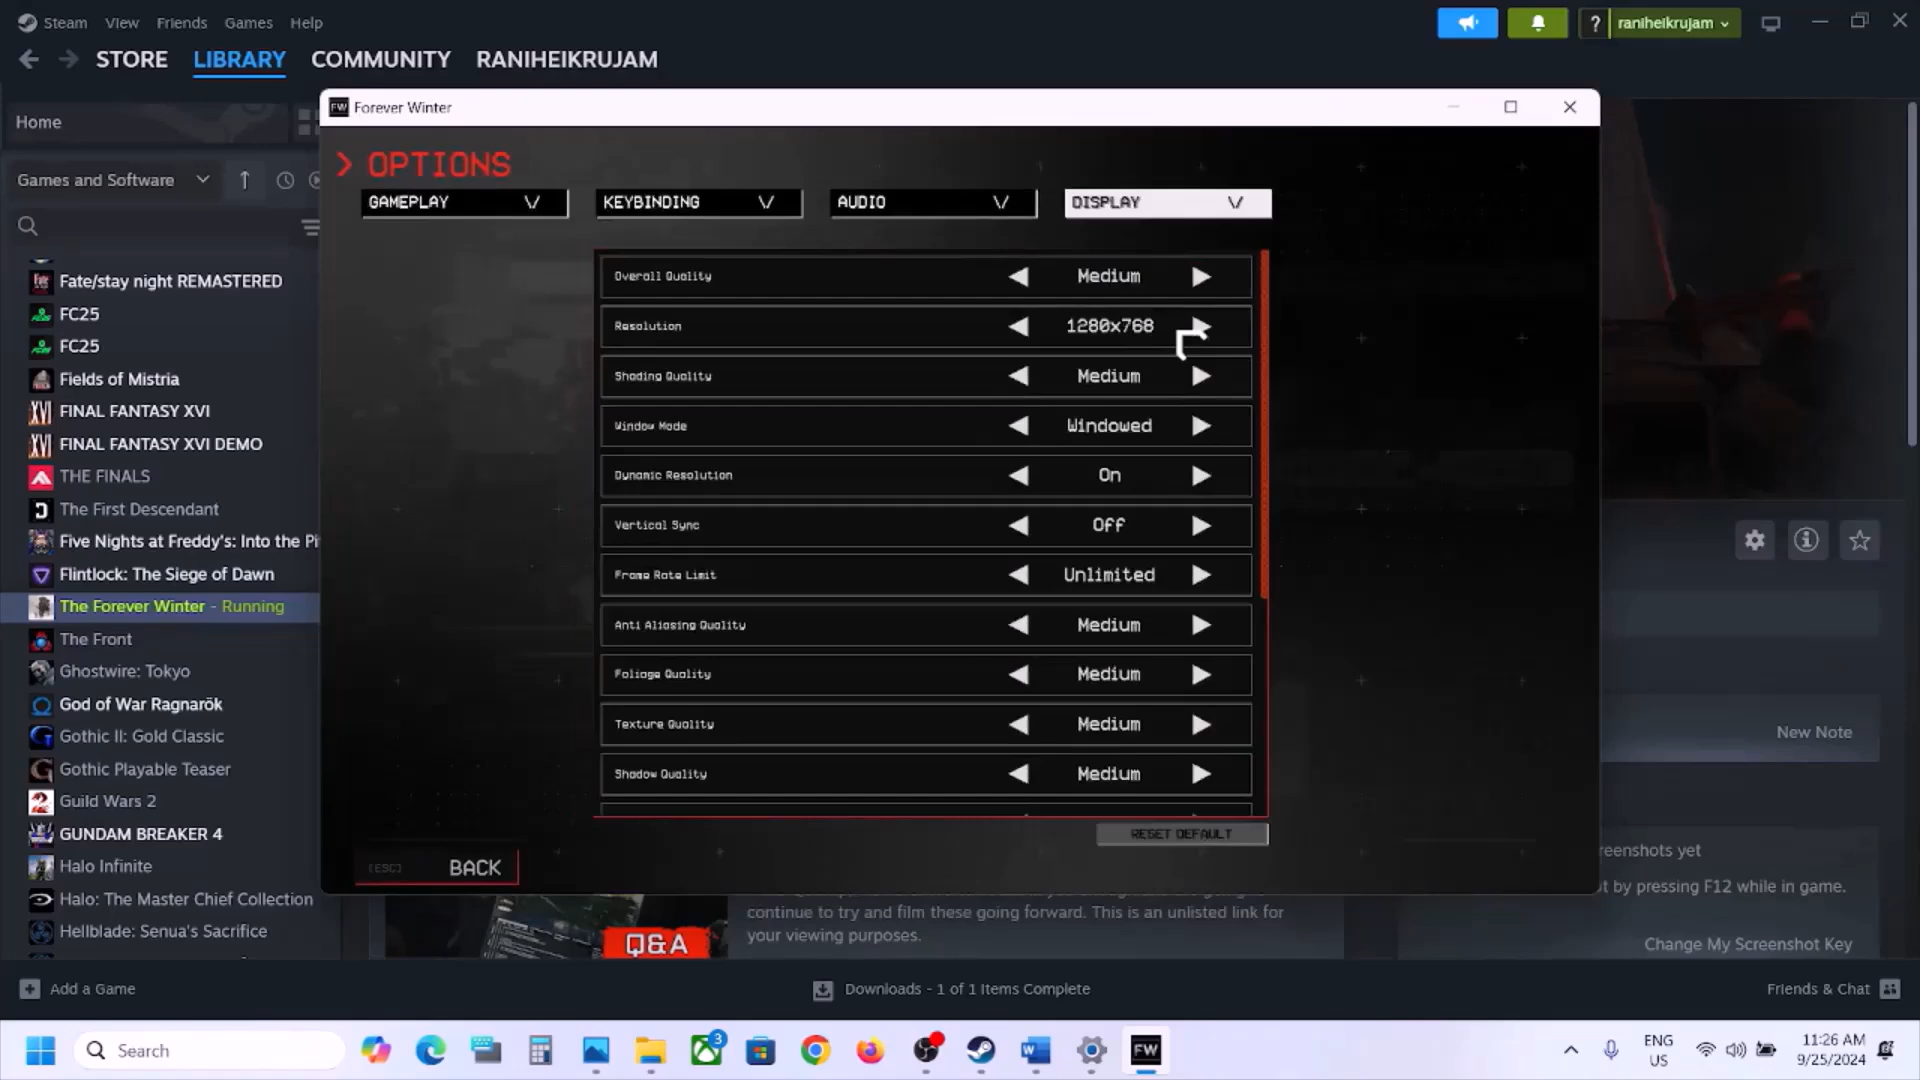 Steam View Friends Games Help
? raniheikrujam
STORE LIBRARY COMMUNITY RANIHEIKRUJAM
FW Forever Winter
Home
> OPTIONS
Games and Software
GAMEPLAY
KEYBINDING
AUDIO
DISPLAY
Overall Quality Medium
Resolution 1280x768
Shading Quality Medium
Window Mode Windowed
Dynamic Resolution On
Vertical Sync Off
Frame Rate Limit Unlimited
Anti Aliasing Quality Medium
Foliage Quality Medium
Texture Quality Medium
Shadow Quality Medium
RESET DEFAULT
[ESC] BACK
Fate/stay night REMASTERED
FC25
FC25
Fields of Mistria
FINAL FANTASY XVI
FINAL FANTASY XVI DEMO
THE FINALS
The First Descendant
Five Nights at Freddy's: Into the Pi
Flintlock: The Siege of Dawn
The Forever Winter - Running
The Front
Ghostwire: Tokyo
God of War Ragnarök
Gothic II: Gold Classic
Gothic Playable Teaser
Guild Wars 2
GUNDAM BREAKER 4
Halo Infinite
Halo: The Master Chief Collection
Hellblade: Senua's Sacrifice
New Note
reenshots yet
t by pressing F12 while in game.
Change My Screenshot Key
Q&A
continue to try and film these going forward. This is an unlisted link for
your viewing purposes.
Add a Game
Downloads - 1 of 1 Items Complete
Friends & Chat
Search
3
FW
ENG
US
11:26 AM
9/25/2024